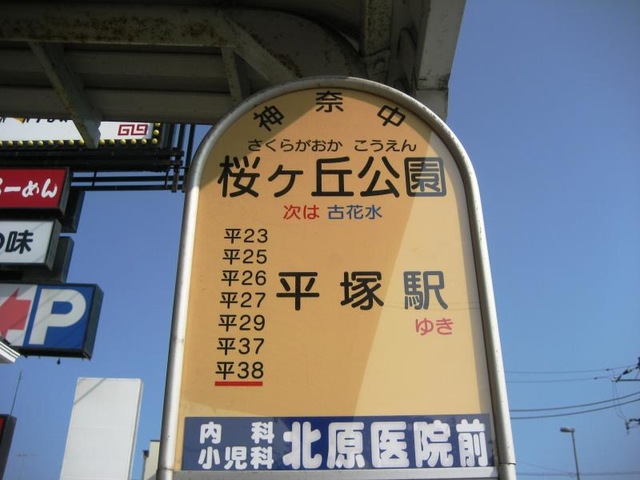 神奈中
さくらがおか こうえん
桜ヶ丘公園
次は 古花水
平23
平25
平26
平27
平29
平37
平38
平塚駅
ゆき
内科
小児科
北原医院前
らーめん
の味
P